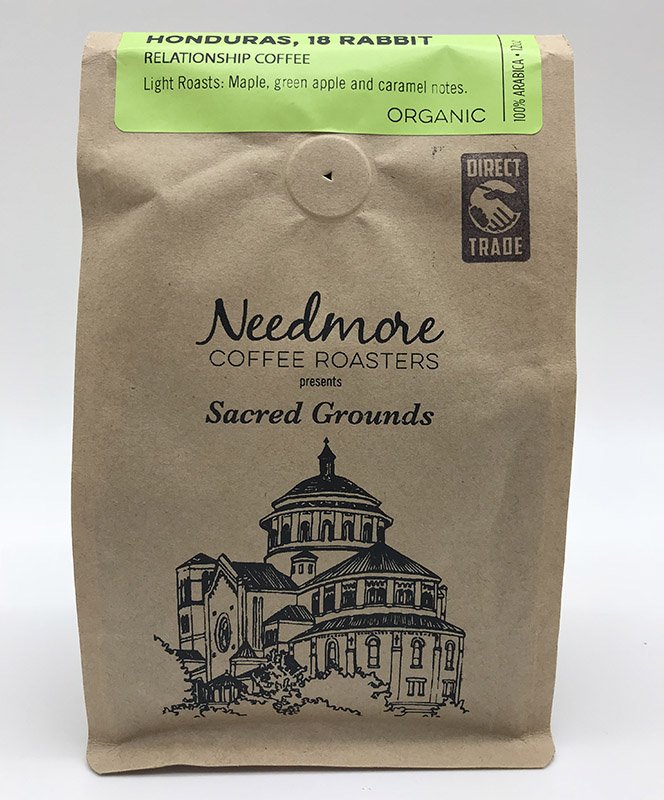 HONDURAS, 18 RABBIT
RELATIONSHIP COFFEE
Light Roasts: Maple, green apple and caramel notes.
ORGANIC
100% ARABICA • 12oz
DIRECT
TRADE
Needmore
COFFEE ROASTERS
presents
Sacred Grounds